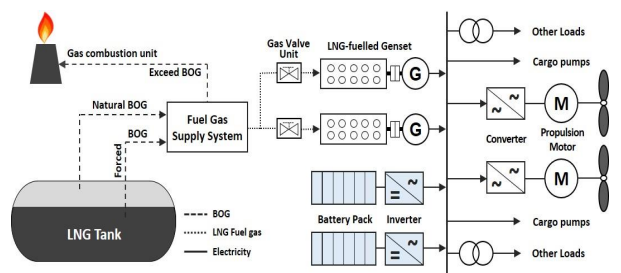 Gas combustion unit
Exceed BOG
Natural BOG
BOG
Forced
Fuel Gas
Supply System
LNG Tank
BOG
LNG Fuel gas
Electricity
Gas Valve
Unit
LNG-fuelled Genset
G
G
Battery Pack
Inverter
Other Loads
Cargo pumps
M
Converter
Propulsion
Motor
M
Cargo pumps
Other Loads